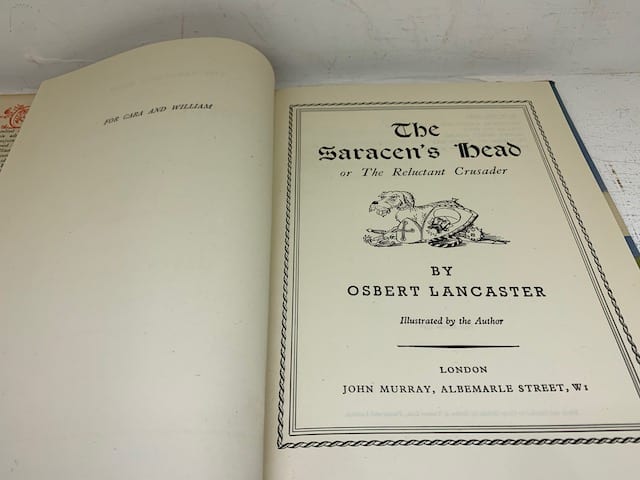 FOR CARA AND WILLIAM
The
Saracen's Head
or The Reluctant Crusader
BY
OSBERT LANCASTER
Illustrated by the Author
LONDON
JOHN MURRAY, ALBEMARLE STREET, W1